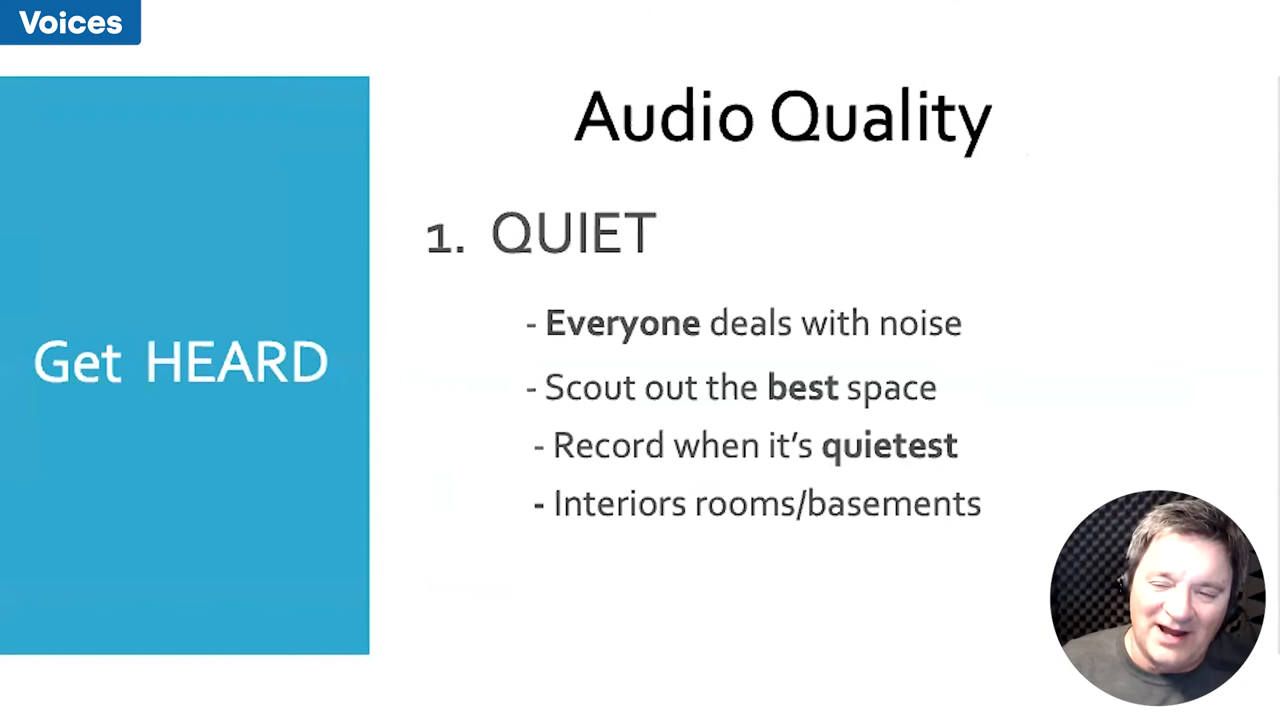 Voices
Audio Quality
1. QUIET
- Everyone deals with noise
- Scout out the best space
- Record when it’s quietest
- Interiors rooms/basements
Get HEARD